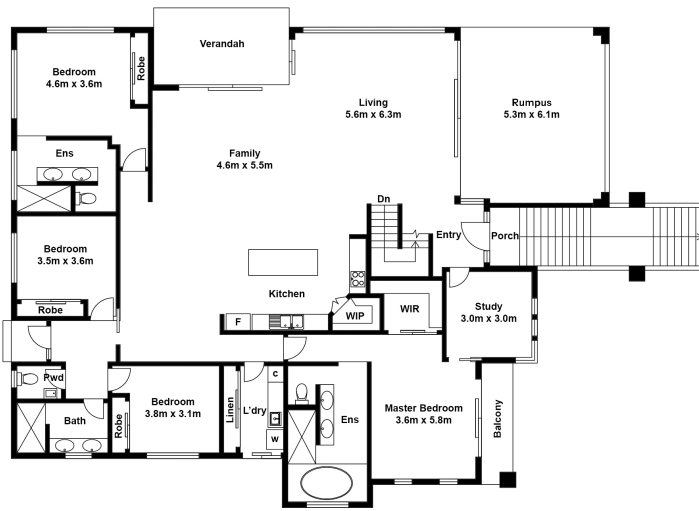 Verandah
Bedroom
4.6m x 3.6m
Robe
Living
5.6m x 6.3m
Rumpus
5.3m x 6.1m
Ens
Family
4.6m x 5.5m
Dn
Entry
Porch
Bedroom
3.5m x 3.6m
Robe
Kitchen
F
WIP
WIR
Study
3.0m x 3.0m
Pwd
Bath
Robe
Bedroom
3.8m x 3.1m
Linen
L'dry
C
W
Ens
Master Bedroom
3.6m x 5.8m
Balcony